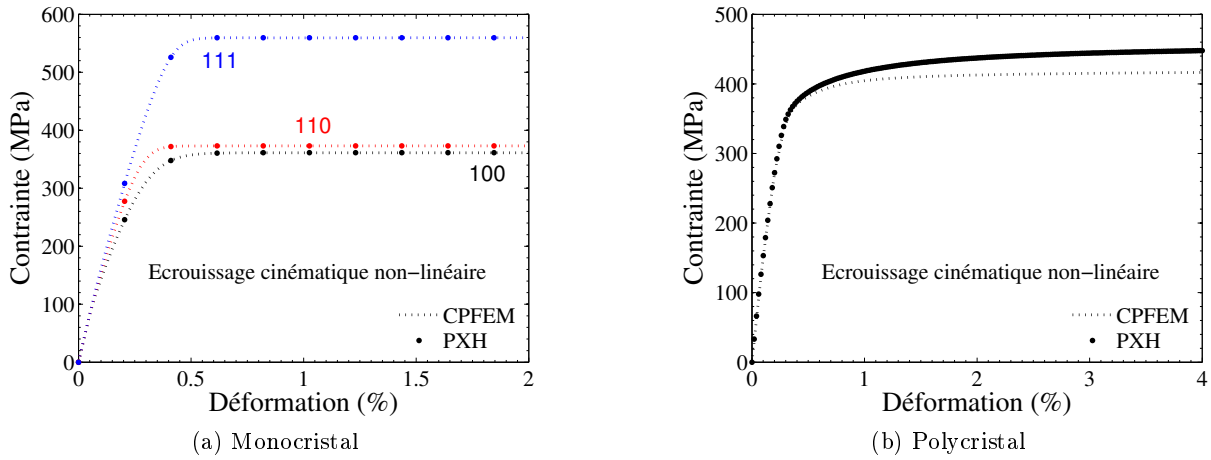 600
500
400
300
200
100
0
Contrainte (MPa)
111
110
100
Ecrouissage cinématique non−linéaire
CPFEM
PXH
0
0.5
1
1.5
2
Déformation (%)
(a) Monocristal
500
400
300
200
100
0
Contrainte (MPa)
Ecrouissage cinématique non−linéaire
CPFEM
PXH
0
1
2
3
4
Déformation (%)
(b) Polycristal